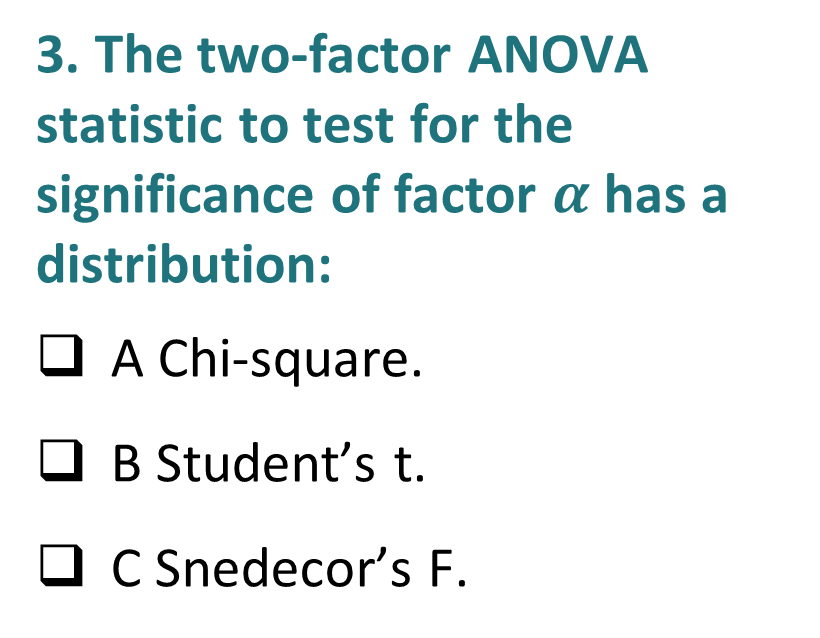 3. The two-factor ANOVA
statistic to test for the
significance of factor α has a
distribution:
❑ A Chi-square.
❑ B Student’s t.
❑ C Snedecor’s F.